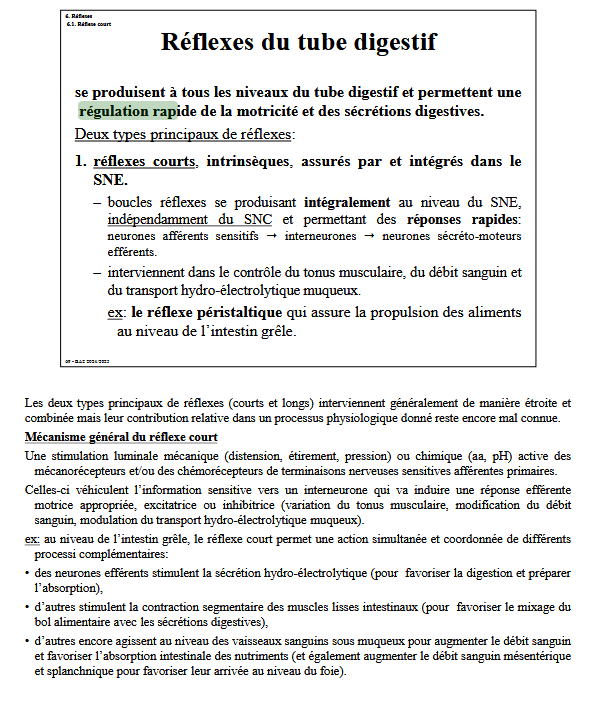 6. Réflexes
6.1. Réflexe court
Réflexes du tube digestif
se produisent à tous les niveaux du tube digestif et permettent une
régulation rapide de la motricité et des sécrétions digestives.
Deux types principaux de réflexes:
1. réflexes courts, intrinsèques, assurés par et intégrés dans le
SNE.
– boucles réflexes se produisant intégralement au niveau du SNE,
indépendamment du SNC et permettant des réponses rapides:
neurones afférents sensitifs → interneurones → neurones sécréto-moteurs
efférents.
– interviennent dans le contrôle du tonus musculaire, du débit sanguin et
du transport hydro-électrolytique muqueux.
ex: le réflexe péristaltique qui assure la propulsion des aliments
au niveau de l'intestin grêle.
Les deux types principaux de réflexes (courts et longs) interviennent généralement de manière étroite et
combinée mais leur contribution relative dans un processus physiologique donné reste encore mal connue.
Mécanisme général du réflexe court
Une stimulation luminale mécanique (distension, étirement, pression) ou chimique (aa, pH) active des
mécanorécepteurs et/ou des chémorécepteurs de terminaisons nerveuses sensitives afférentes primaires.
Celles-ci véhiculent l'information sensitive vers un interneurone qui va induire une réponse efférente
motrice appropriée, excitatrice ou inhibitrice (variation du tonus musculaire, modification du débit
sanguin, modulation du transport hydro-électrolytique muqueux).
ex: au niveau de l'intestin grêle, le réflexe court permet une action simultanée et coordonnée de différents
processi complémentaires:
• des neurones efférents stimulent la sécrétion hydro-électrolytique (pour favoriser la digestion et préparer
l'absorption),
• d'autres stimulent la contraction segmentaire des muscles lisses intestinaux (pour favoriser le mixage du
bol alimentaire avec les sécrétions digestives),
• d'autres encore agissent au niveau des vaisseaux sanguins sous muqueux pour augmenter le débit sanguin
et favoriser l'absorption intestinale des nutriments (et également augmenter le débit sanguin mésentérique
et splanchnique pour favoriser leur arrivée au niveau du foie).